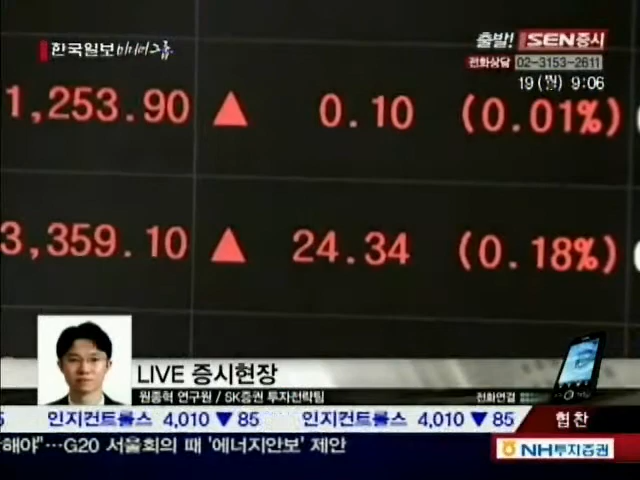 한국일보 미디어그룹
출발! SEN증시
전화상담 02-3153-2611
19 (월) 9:06
1,253.90 ▲ 0.10 (0.01%)
3,359.10 ▲ 24.34 (0.18%)
LIVE 증시현장
원종혁 연구원 / SK증권 투자전략팀
전화연결
인지컨트롤스 4,010 ▼ 85 인지컨트롤스 4,010 ▼ 85
협찬
해야"…G20 서울회의 때 '에너지안보' 제안
NH투자증권